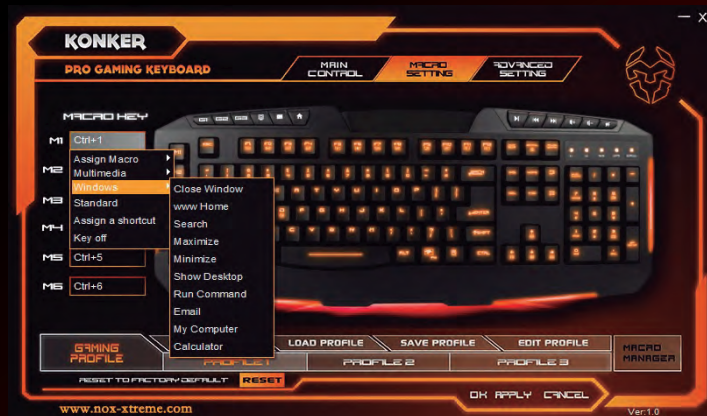 — X
KONKER
PRO GAMING KEYBOARD
MAIN CONTROL
MACRO SETTING
ADVANCED SETTING
MACRO KEY
M1 Ctrl+1
Assign Macro
Multimedia
Windows
Standard
Assign a shortcut
Key off
Close Window
www Home
Search
Maximize
Minimize
Show Desktop
Run Command
Email
My Computer
Calculator
M2
M3
M4
M5 Ctrl+5
M6 Ctrl+6
GAMING PROFILE
LOAD PROFILE
SAVE PROFILE
EDIT PROFILE
PROFILE 1
PROFILE 2
PROFILE 3
MACRO MANAGER
RESET TO FACTORY DEFAULT RESET
OK APPLY CANCEL
www.nox-xtreme.com
Ver:1.0